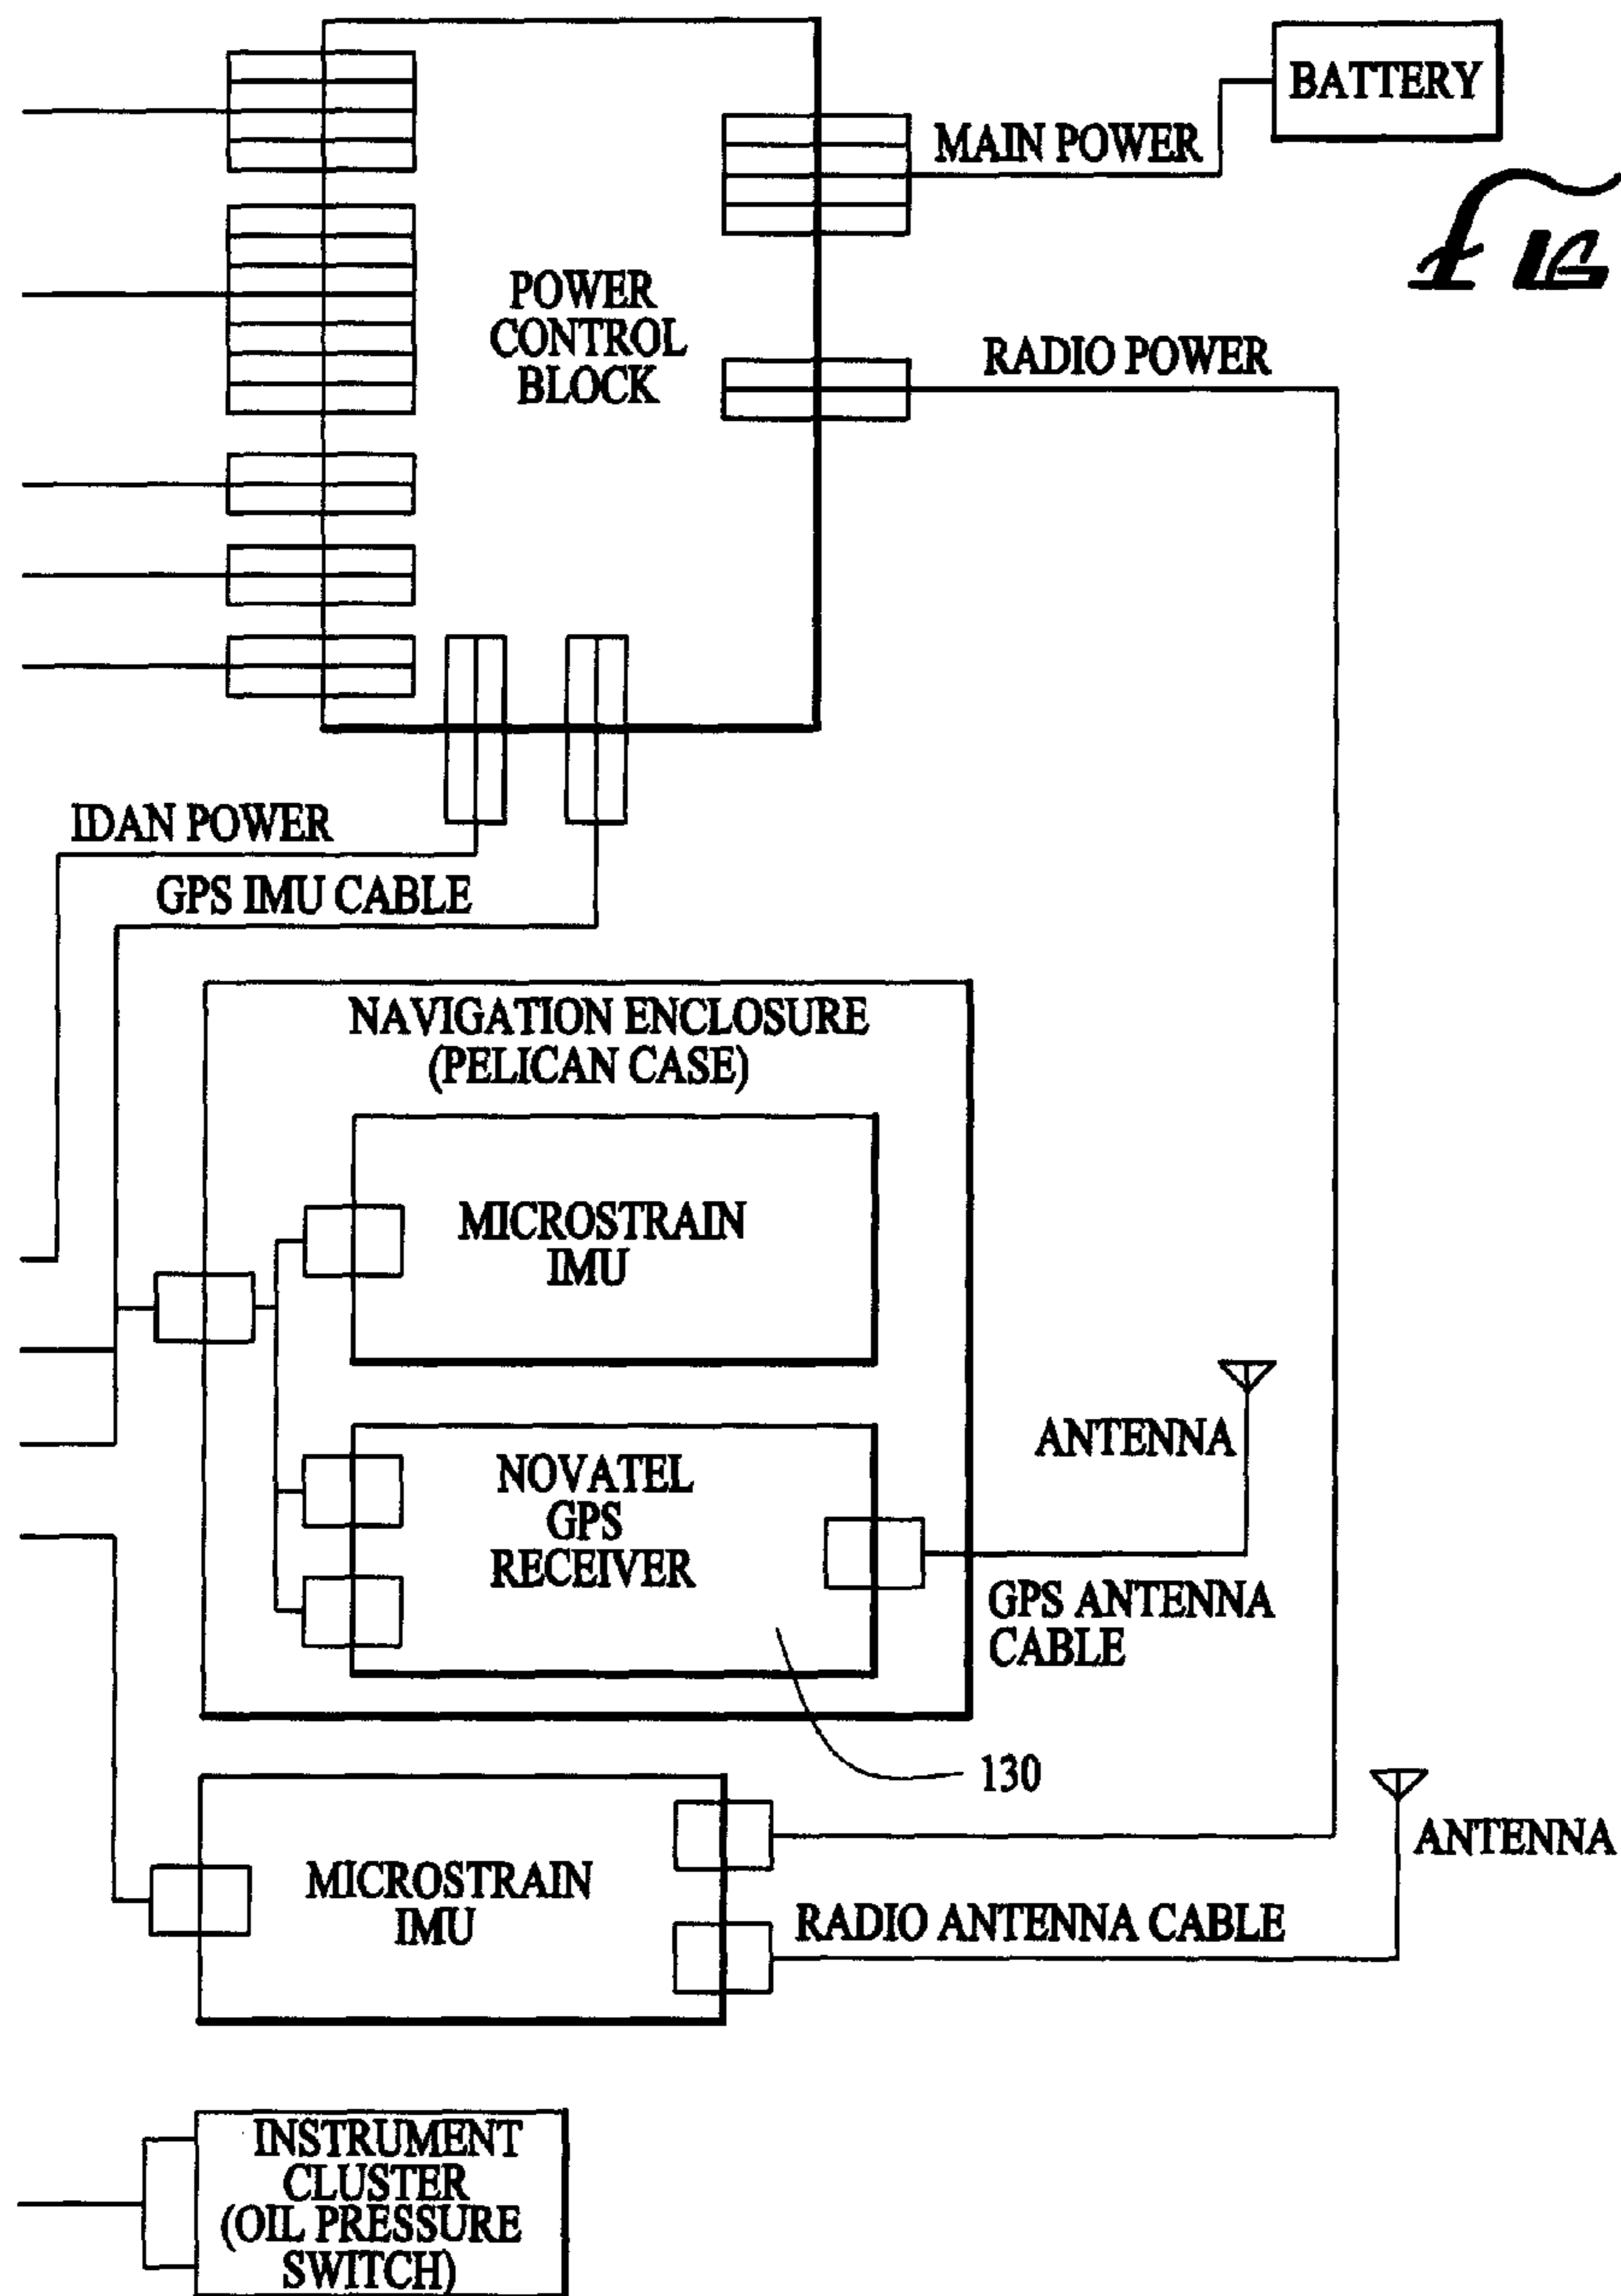 BATTERY
MAIN POWER
POWER
CONTROL
BLOCK
RADIO POWER
IDAN POWER
GPS IMU CABLE
NAVIGATION ENCLOSURE
(PELICAN CASE)
MICROSTRAIN
IMU
NOVATEL
GPS
RECEIVER
ANTENNA
GPS ANTENNA
CABLE
130
MICROSTRAIN
IMU
ANTENNA
RADIO ANTENNA CABLE
INSTRUMENT
CLUSTER
(OIL PRESSURE
SWITCH)